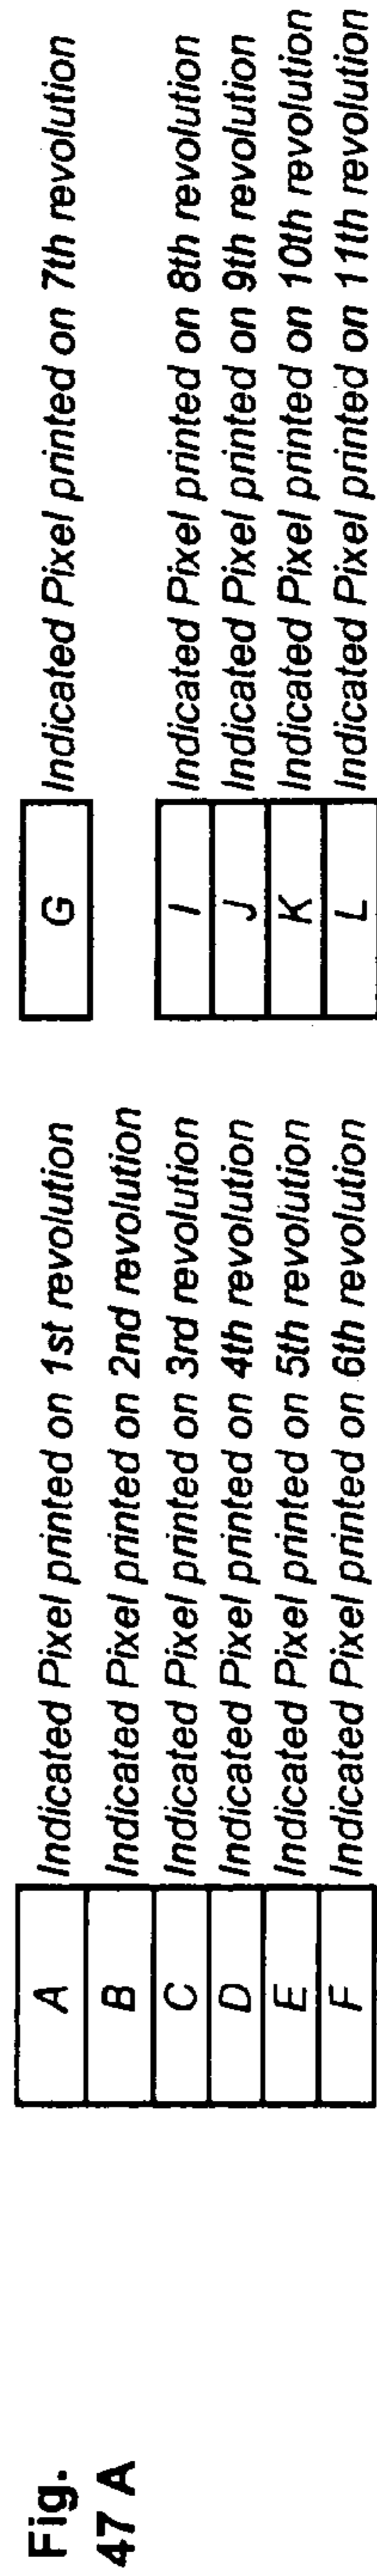 Fig.
47 A
A Indicated Pixel printed on 1st revolution
B Indicated Pixel printed on 2nd revolution
C Indicated Pixel printed on 3rd revolution
D Indicated Pixel printed on 4th revolution
E Indicated Pixel printed on 5th revolution
F Indicated Pixel printed on 6th revolution
G Indicated Pixel printed on 7th revolution
I Indicated Pixel printed on 8th revolution
J Indicated Pixel printed on 9th revolution
K Indicated Pixel printed on 10th revolution
L Indicated Pixel printed on 11th revolution